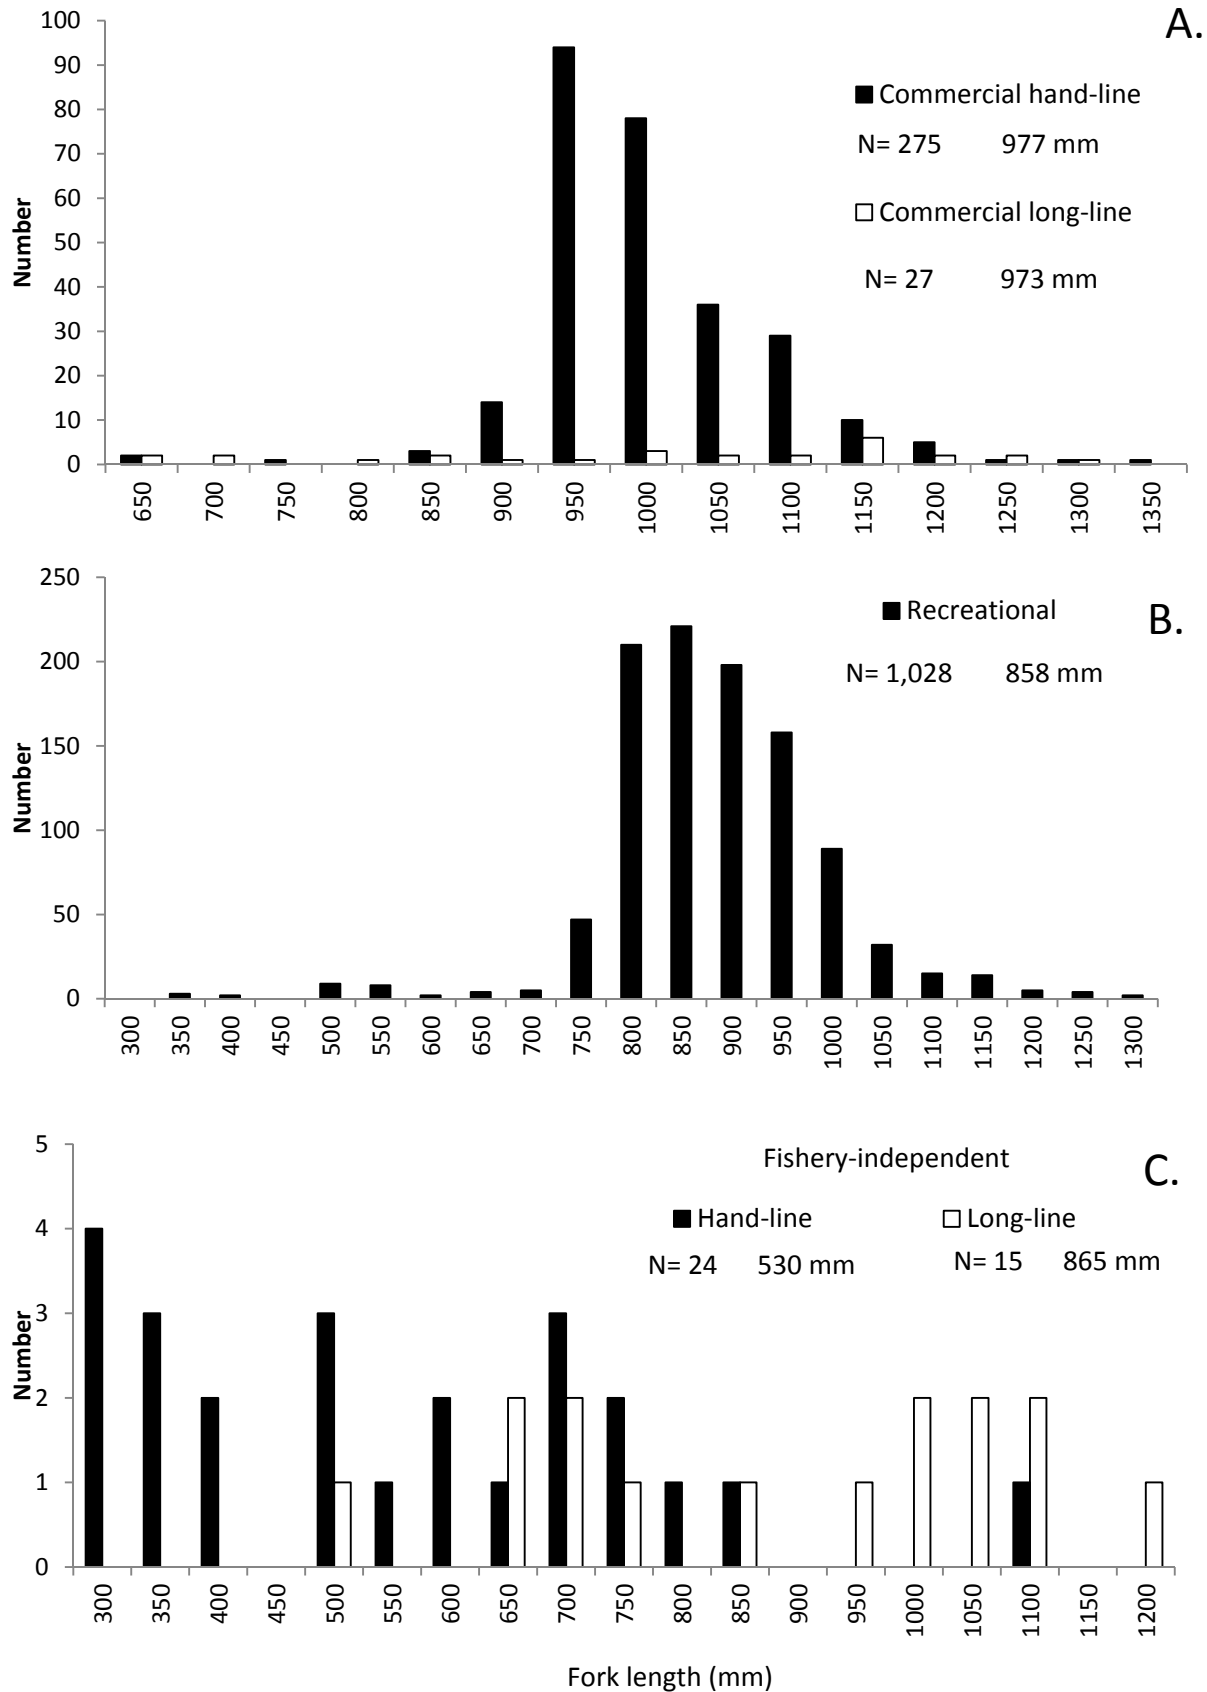 A.
100
90
80
70
60
50
40
30
20
10
0
Number
Commercial hand-line
N= 275 977 mm
Commercial long-line
N= 27 973 mm
650 700 750 800 850 900 950 1000 1050 1100 1150 1200 1250 1300 1350
B.
250
200
150
100
50
0
Number
Recreational
N= 1,028 858 mm
300 350 400 450 500 550 600 650 700 750 800 850 900 950 1000 1050 1100 1150 1200 1250 1300
C.
5
4
3
2
1
0
Number
Fishery-independent
Hand-line Long-line
N= 24 530 mm N= 15 865 mm
300 350 400 450 500 550 600 650 700 750 800 850 900 950 1000 1050 1100 1150 1200
Fork length (mm)